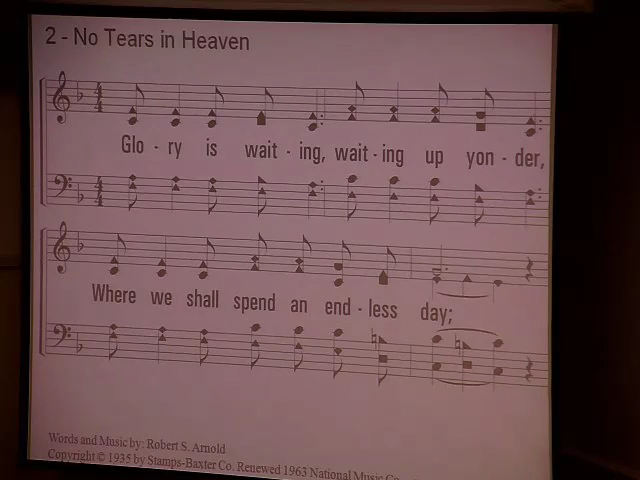 2 - No Tears in Heaven
Glo - ry is wait - ing, wait - ing up yon - der,
Where we shall spend an end - less day;
Words and Music by: Robert S. Arnold
Copyright © 1935 by Stamps-Baxter Co. Renewed 1963 National Music Co.